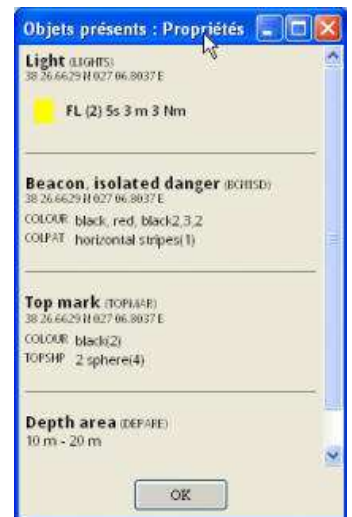 Objets présents : Propriétés
Light (LIGHTS)
38 26.6629 N 027 06.8037 E
FL (2) 5s 3 m 3 Nm
Beacon, isolated danger (BCNISD)
38 26.6629 N 027 06.8037 E
COLOUR black, red, black2,3,2
COLPAT horizontal stripes(1)
Top mark (TOPMAR)
38 26.6629 N 027 06.8037 E
COLOUR black(2)
TOPSHP 2 sphere(4)
Depth area (DEPARE)
10 m - 20 m
OK